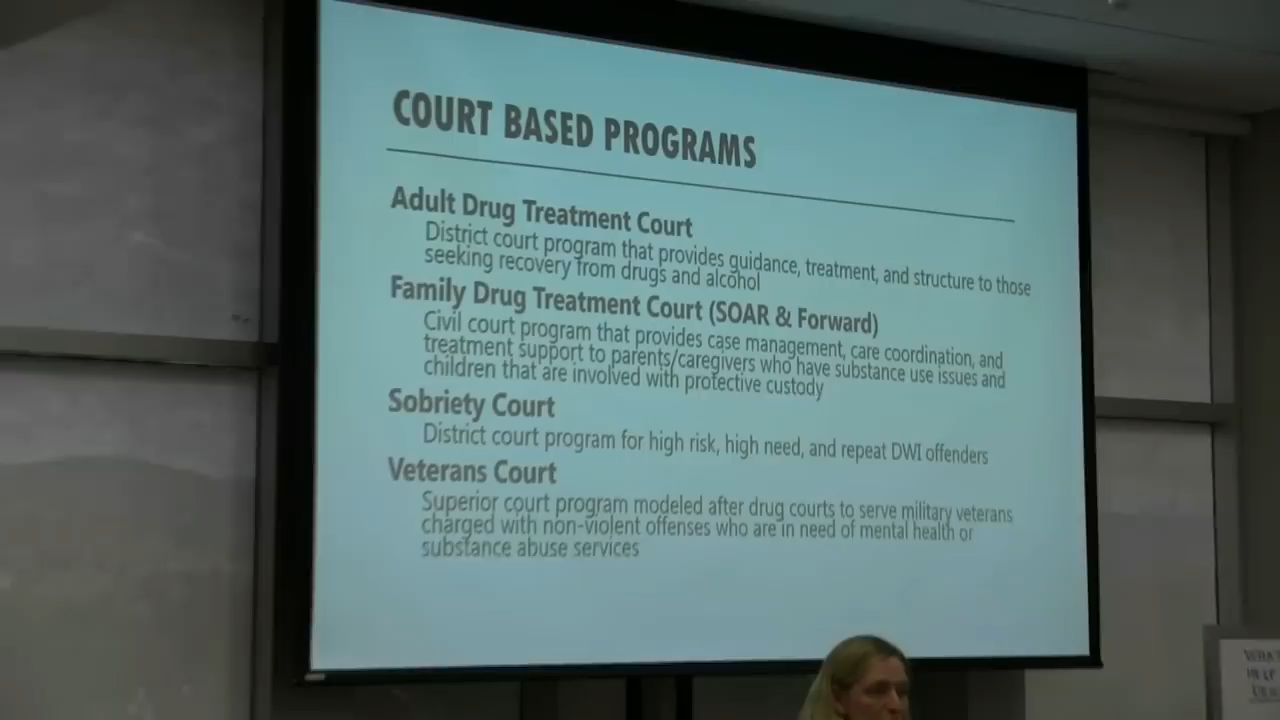 COURT BASED PROGRAMS
Adult Drug Treatment Court
District court program that provides guidance, treatment, and structure to those
seeking recovery from drugs and alcohol
Family Drug Treatment Court (SOAR & Forward)
Civil court program that provides case management, care coordination, and
treatment support to parents/caregivers who have substance use issues and
children that are involved with protective custody
Sobriety Court
District court program for high risk, high need, and repeat DWI offenders
Veterans Court
Superior court program modeled after drug courts to serve military veterans
charged with non-violent offenses who are in need of mental health or
substance abuse services
HELP